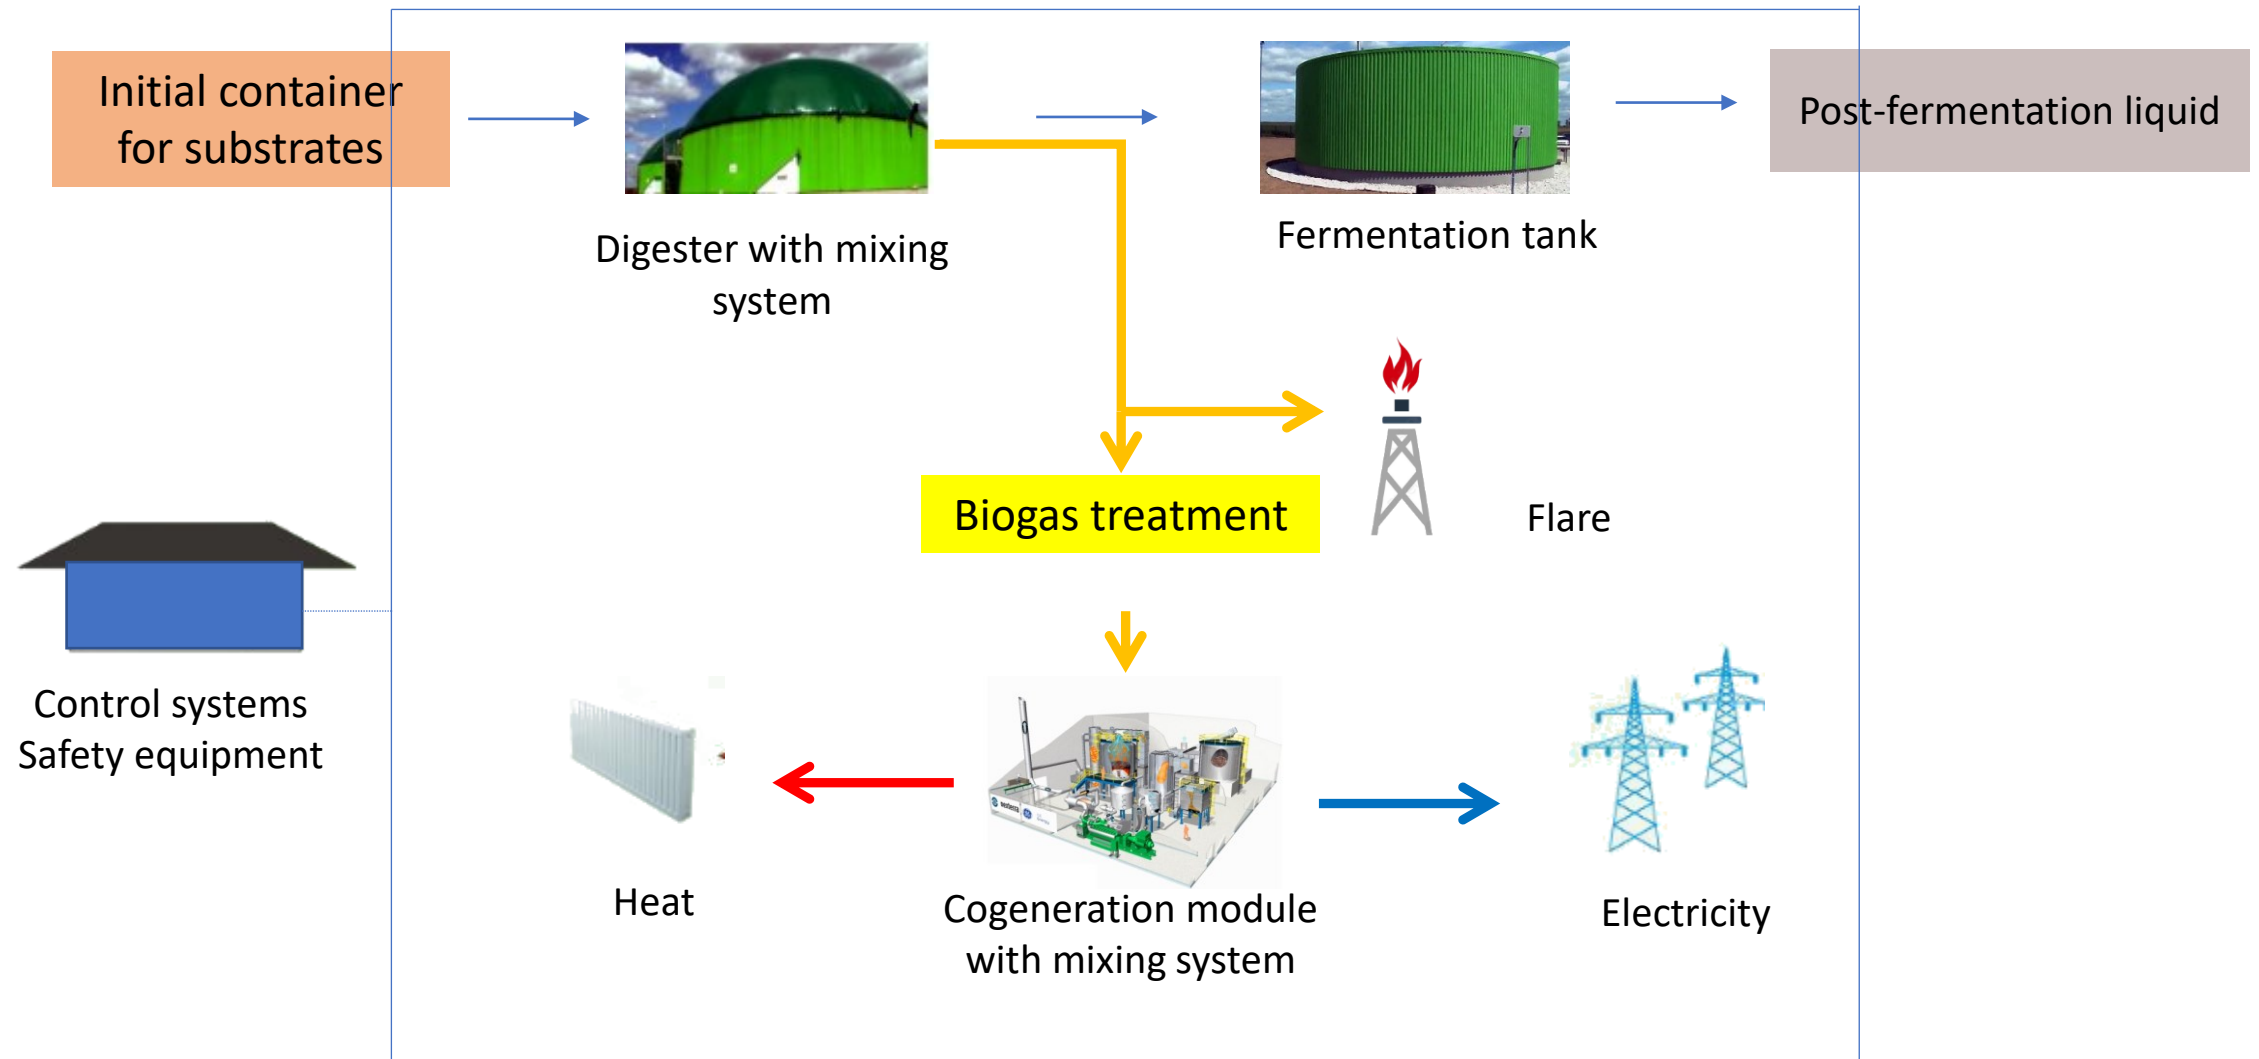 Initial container
for substrates
Post-fermentation liquid
Digester with mixing
system
Fermentation tank
Biogas treatment
Flare
Control systems
Safety equipment
Heat
Cogeneration module
with mixing system
Electricity